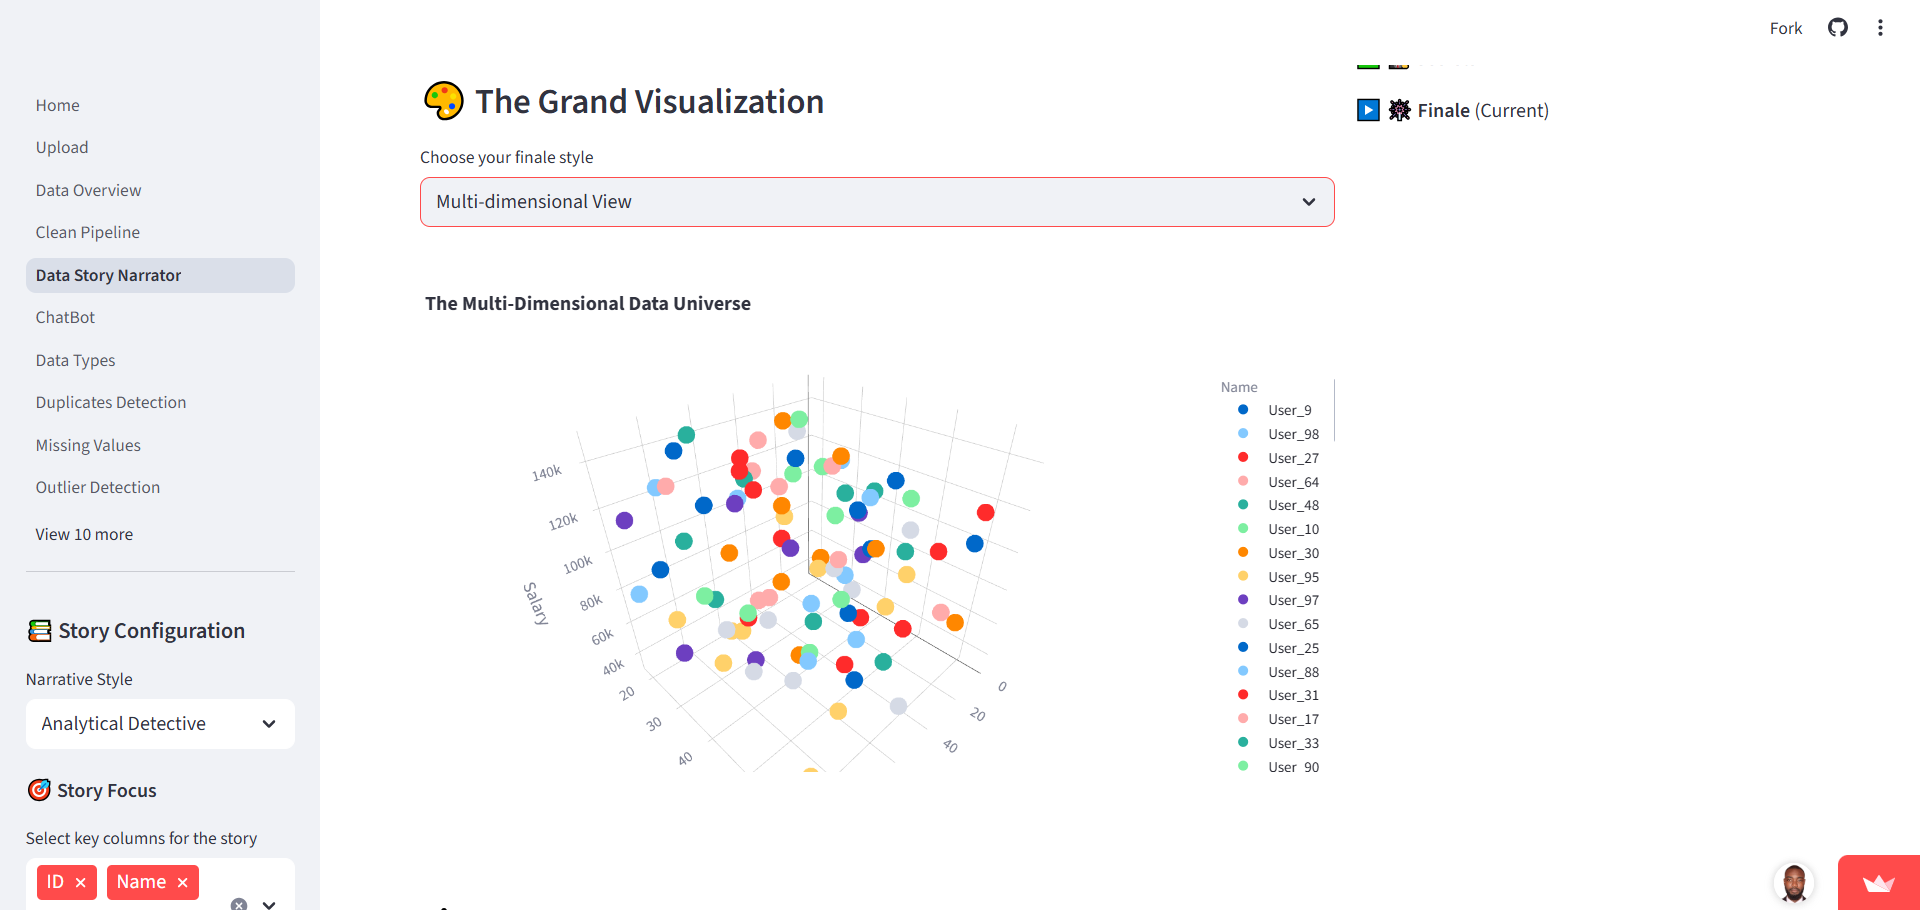 Fork
Home
Upload
Data Overview
Clean Pipeline
Data Story Narrator
ChatBot
Data Types
Duplicates Detection
Missing Values
Outlier Detection
View 10 more
Story Configuration
Narrative Style
Analytical Detective
Story Focus
Select key columns for the story
ID
Name
The Grand Visualization
Choose your finale style
Multi-dimensional View
The Multi-Dimensional Data Universe
Salary
140k
120k
100k
80k
60k
40k
20
30
40
0
20
40
Name
User_9
User_98
User_27
User_64
User_48
User_10
User_30
User_95
User_97
User_65
User_25
User_88
User_31
User_17
User_33
User_90
Finale (Current)